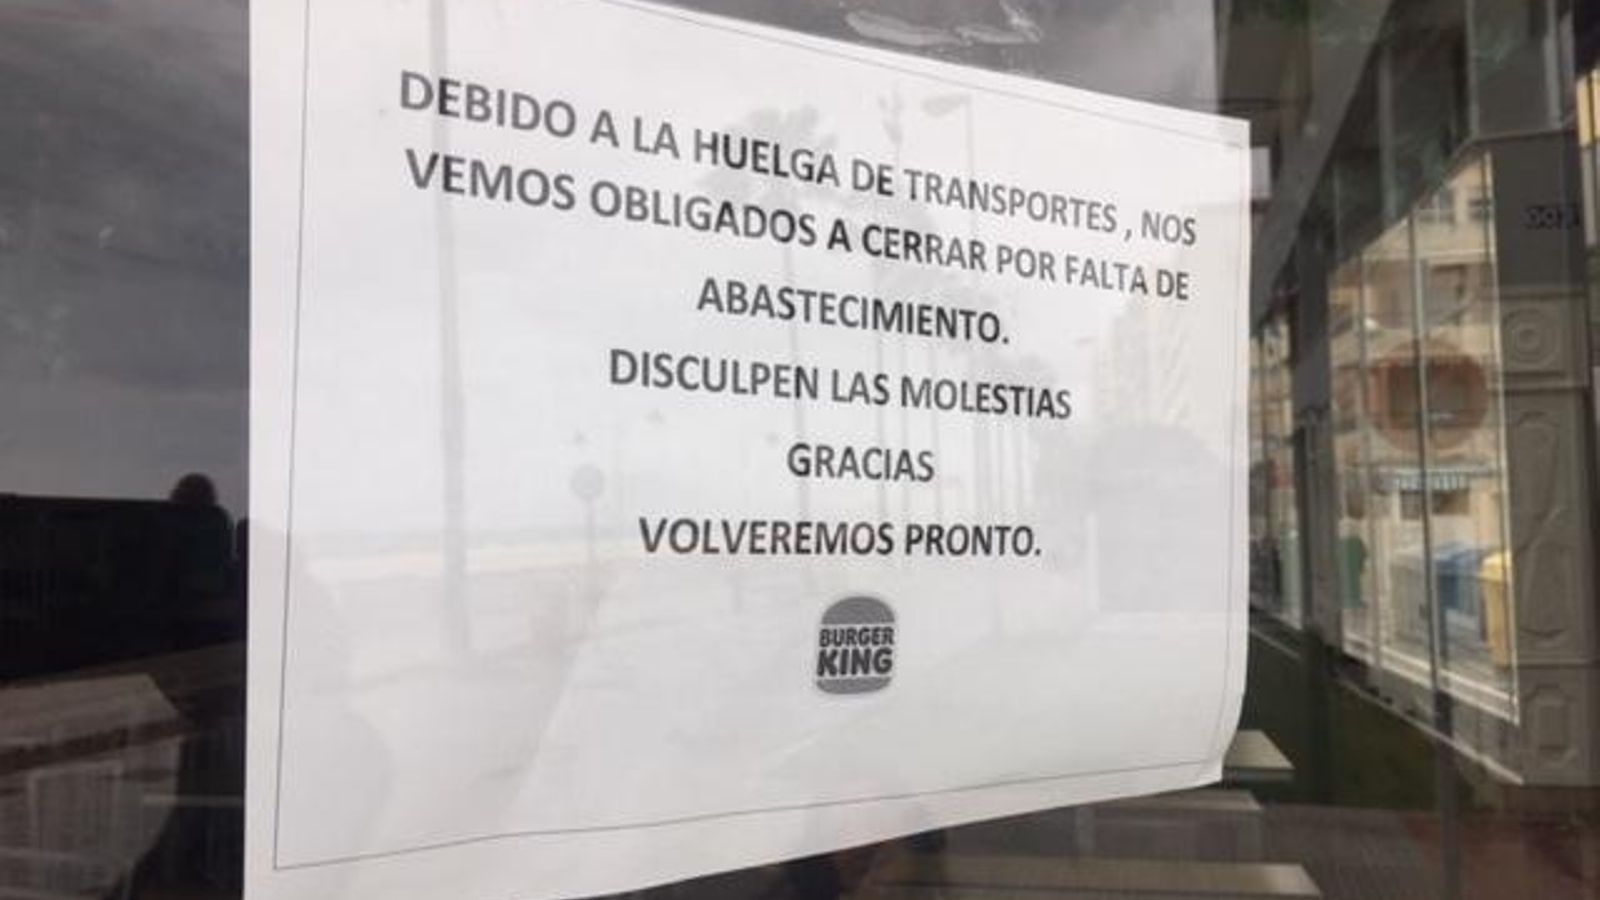 DEBIDO A LA HUELGA DE TRANSPORTES , NOS
VEMOS OBLIGADOS A CERRAR POR FALTA DE
ABASTECIMIENTO.
DISCULPEN LAS MOLESTIAS
GRACIAS
VOLVEREMOS PRONTO.
BURGER
KING